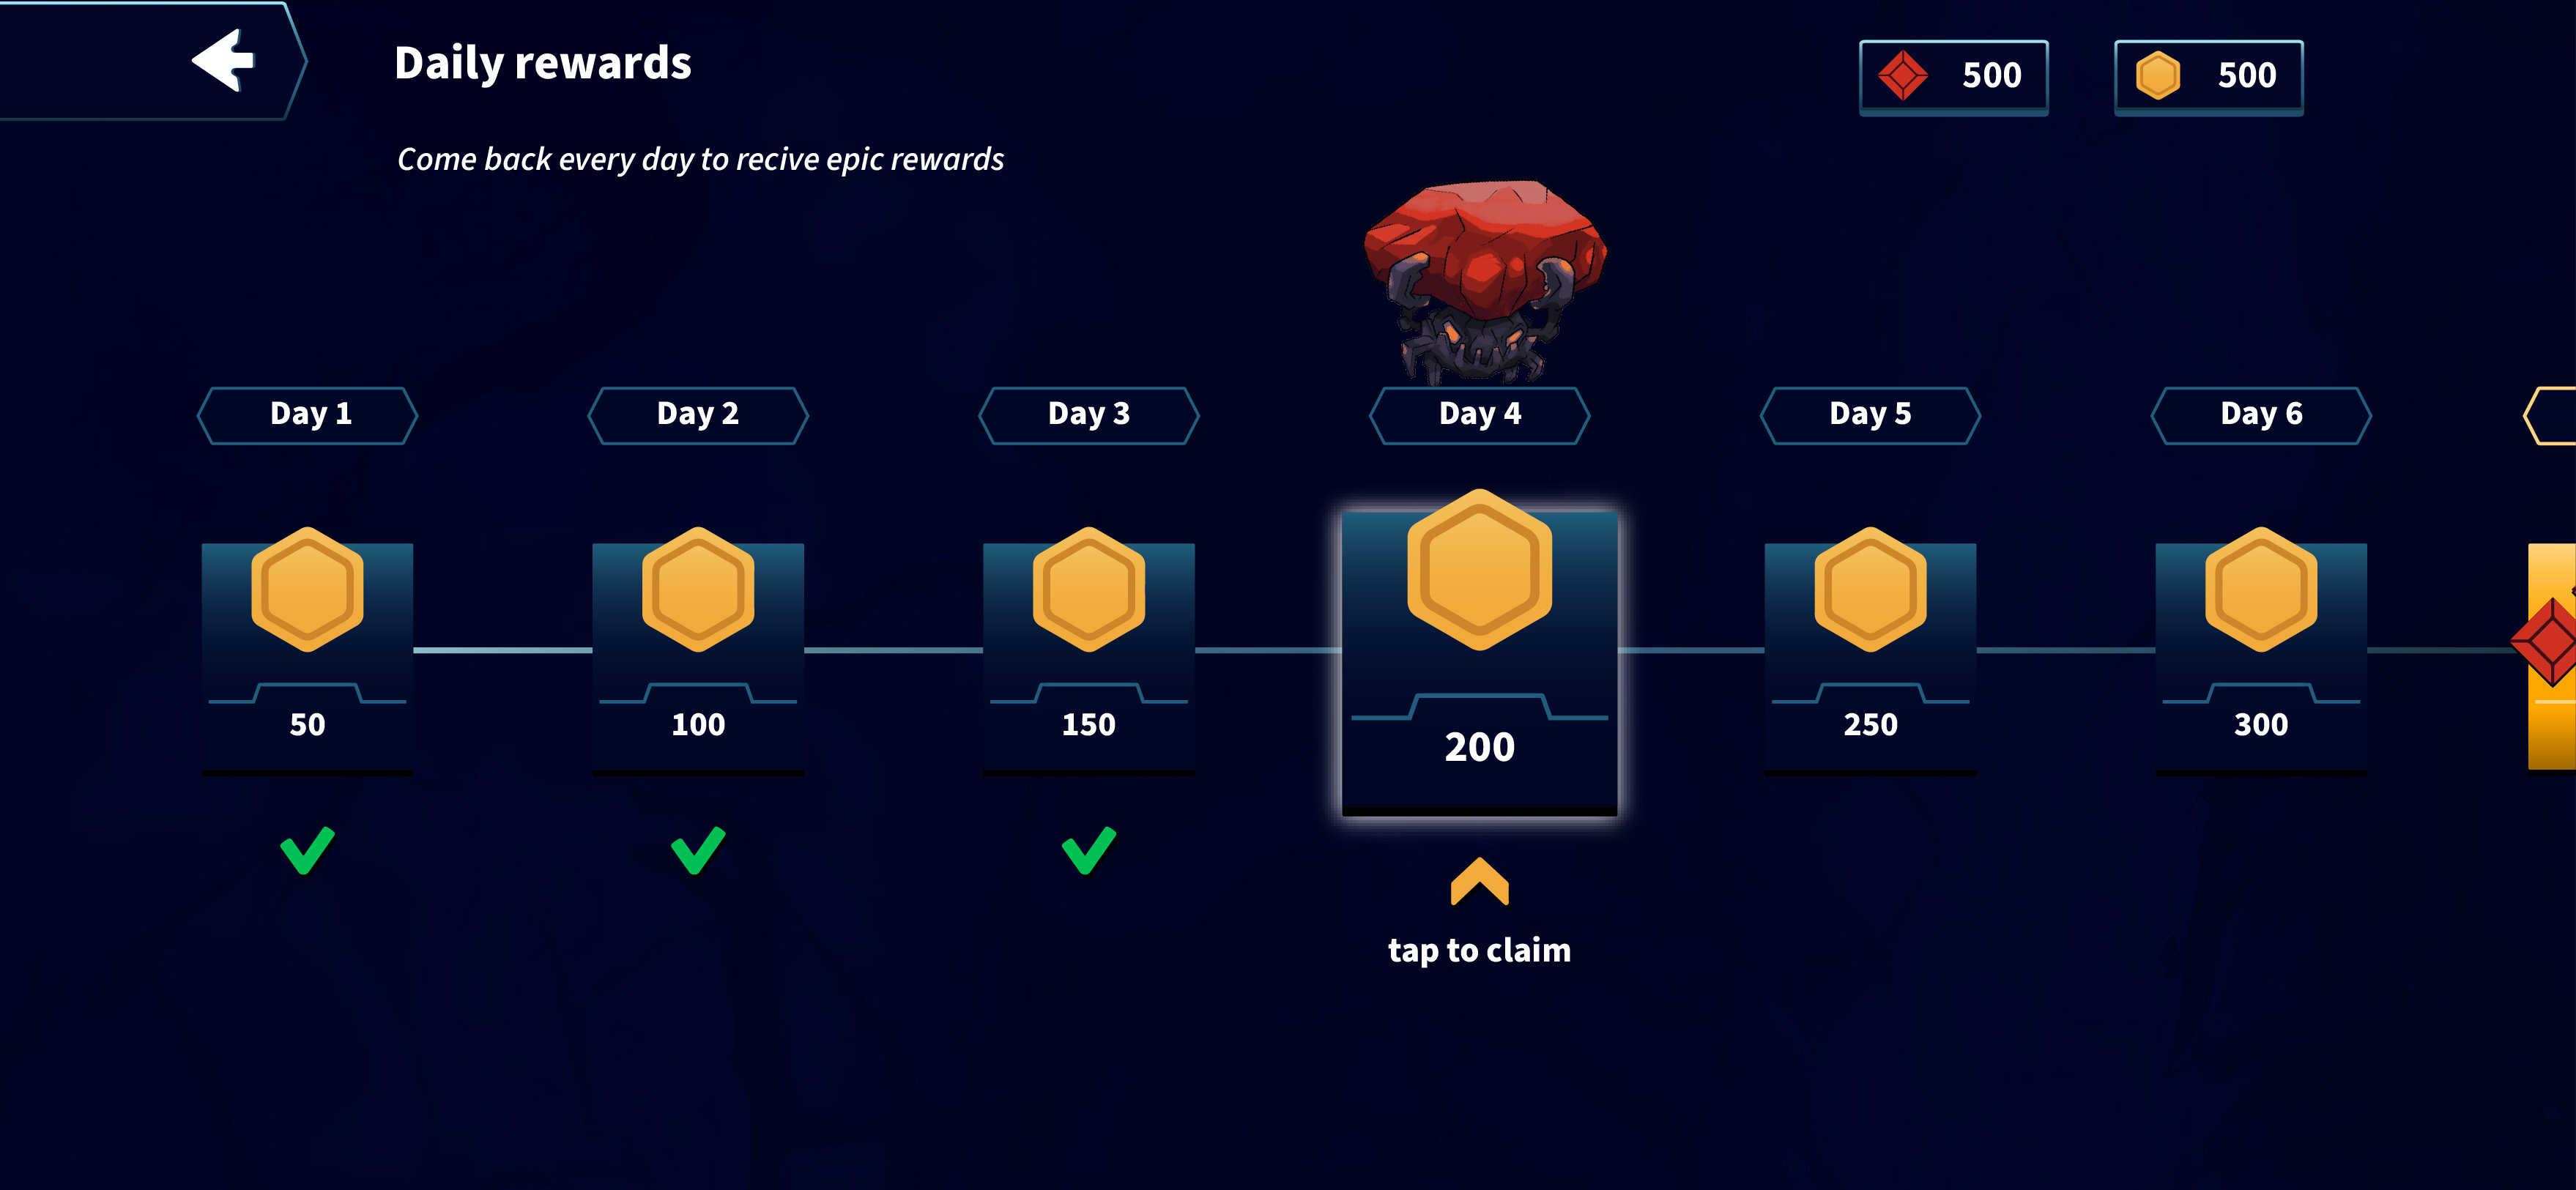 Daily rewards
500
500
Come back every day to recive epic rewards
Day 1
Day 2
Day 3
Day 4
Day 5
Day 6
50
100
150
200
250
300
tap to claim